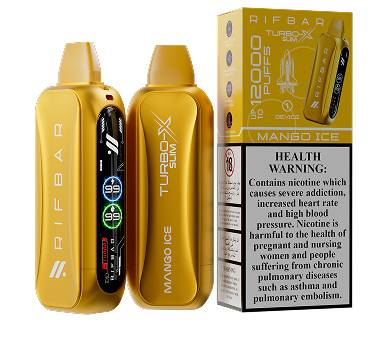 RIFBAR
99
99
TURBO-X
SLIM
MANGO ICE
RIFBAR
TURBO-X
SLIM
UP TO 12000 PUFFS
1
DEVICE
MANGO ICE
18
HEALTH
WARNING:
Contains nicotine which
causes severe addiction,
increased heart rate
and high blood
pressure. Nicotine is
harmful to the health of
pregnant and nursing
women and people
suffering from chronic
pulmonary diseases
such as asthma and
pulmonary embolism.